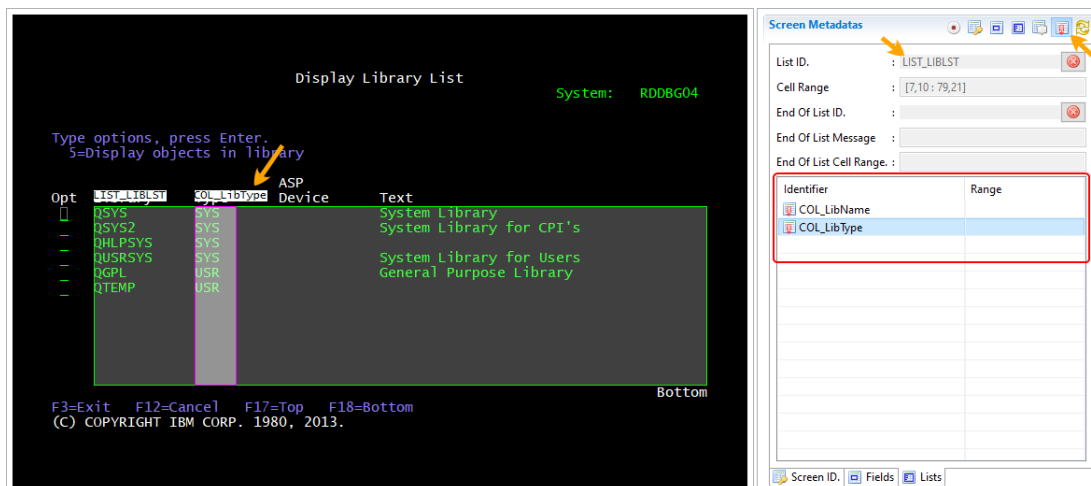 Display Library List
System: RDDBGO4
Type options, press Enter.
5=Display objects in library
ASP
Opt LIST_LIBLST COL_LibType Device Text
QSYS SYS System Library
QSYS2 SYS System Library for CPI's
QHLPSYS SYS
QUSRSYS SYS System Library for Users
QGPL USR General Purpose Library
QTEMP USR
Bottom
F3=Exit F12=Cancel F17=Top F18=Bottom
(C) COPYRIGHT IBM CORP. 1980, 2013.
Screen Metadatas
List ID. : LIST_LIBLST
Cell Range : [7,10 : 79,21]
End Of List ID. :
End Of List Message :
End Of List Cell Range. :
Identifier Range
COL_LibName
COL_LibType
Screen ID. Fields Lists